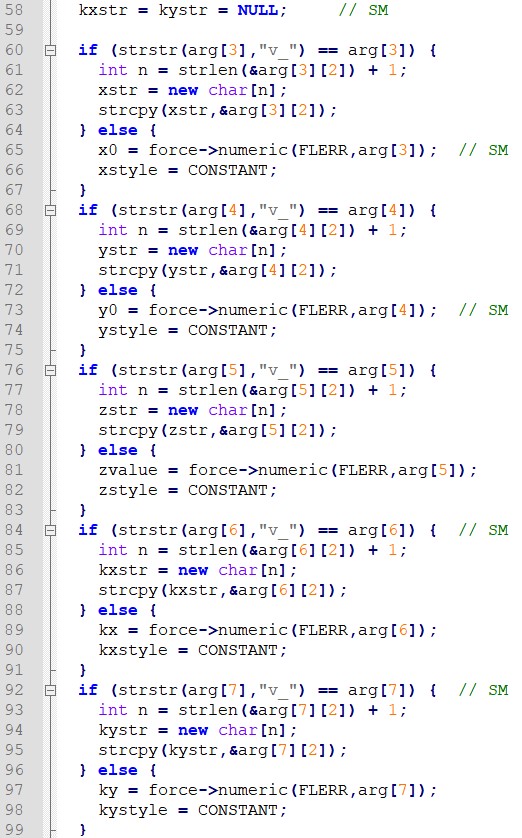 58 kxstr = kystr = NULL;     // SM
59
60 if (strstr(arg[3],"v_") == arg[3]) {
61   int n = strlen(&arg[3][2]) + 1;
62   xstr = new char[n];
63   strcpy(xstr,&arg[3][2]);
64 } else {
65   x0 = force->numeric(FLERR,arg[3]);  // SM
66   xstyle = CONSTANT;
67 }
68 if (strstr(arg[4],"v_") == arg[4]) {
69   int n = strlen(&arg[4][2]) + 1;
70   ystr = new char[n];
71   strcpy(ystr,&arg[4][2]);
72 } else {
73   y0 = force->numeric(FLERR,arg[4]);  // SM
74   ystyle = CONSTANT;
75 }
76 if (strstr(arg[5],"v_") == arg[5]) {
77   int n = strlen(&arg[5][2]) + 1;
78   zstr = new char[n];
79   strcpy(zstr,&arg[5][2]);
80 } else {
81   zvalue = force->numeric(FLERR,arg[5]);
82   zstyle = CONSTANT;
83 }
84 if (strstr(arg[6],"v_") == arg[6]) {  // SM
85   int n = strlen(&arg[6][2]) + 1;
86   kxstr = new char[n];
87   strcpy(kxstr,&arg[6][2]);
88 } else {
89   kx = force->numeric(FLERR,arg[6]);
90   kxstyle = CONSTANT;
91 }
92 if (strstr(arg[7],"v_") == arg[7]) {  // SM
93   int n = strlen(&arg[7][2]) + 1;
94   kystr = new char[n];
95   strcpy(kystr,&arg[7][2]);
96 } else {
97   ky = force->numeric(FLERR,arg[7]);
98   kystyle = CONSTANT;
99 }